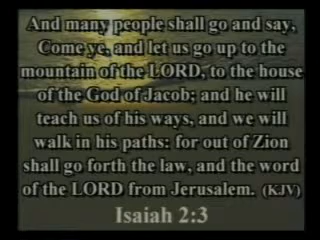 And many people shall go and say,
Come ye, and let us go up to the
mountain of the LORD, to the house
of the God of Jacob; and he will
teach us of his ways, and we will
walk in his paths: for out of Zion
shall go forth the law, and the word
of the LORD from Jerusalem. (KJV)
Isaiah 2:3